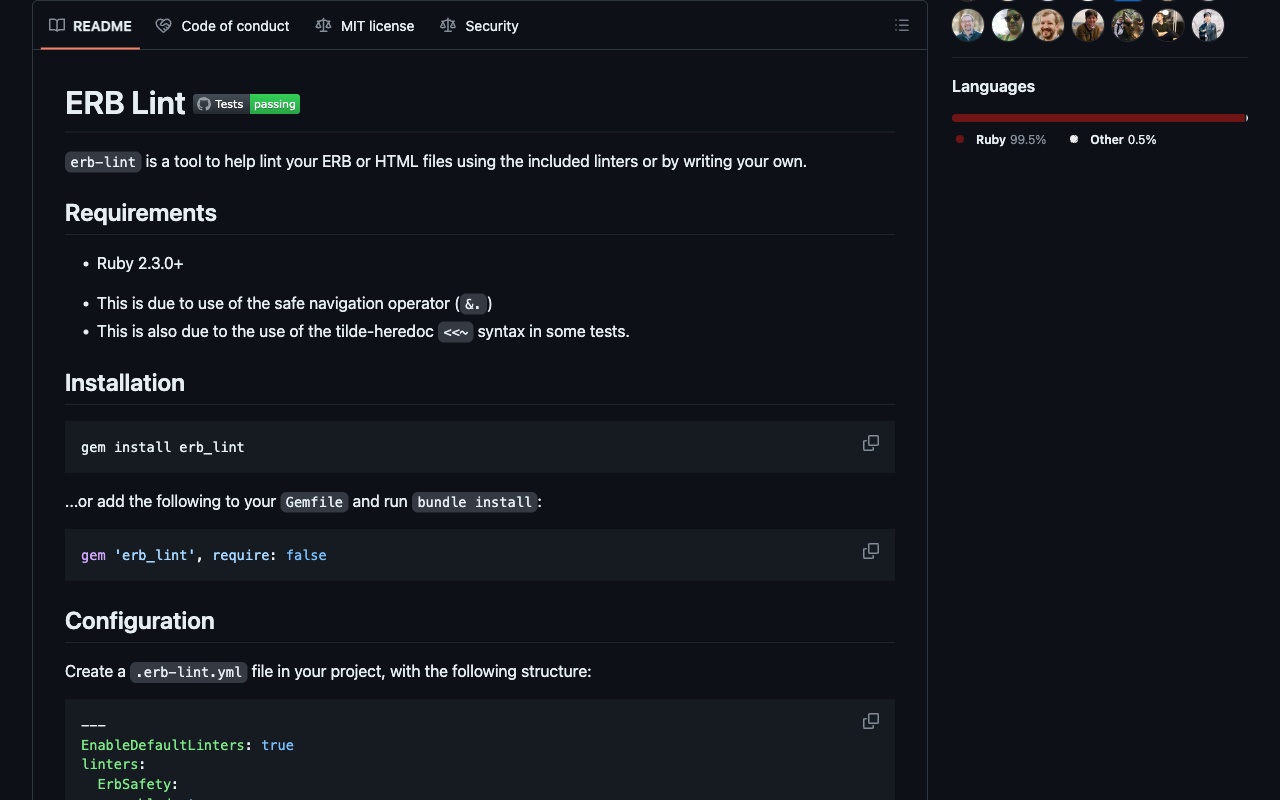 README
Code of conduct
MIT license
Security
ERB Lint Tests passing
erb-lint is a tool to help lint your ERB or HTML files using the included linters or by writing your own.
Requirements
• Ruby 2.3.0+
• This is due to use of the safe navigation operator (&.)
• This is also due to the use of the tilde-heredoc <<~ syntax in some tests.
Installation
gem install erb_lint
...or add the following to your Gemfile and run bundle install:
gem 'erb_lint', require: false
Configuration
Create a .erb-lint.yml file in your project, with the following structure:
---
EnableDefaultLinters: true
linters:
  ErbSafety:
Languages
Ruby 99.5%
Other 0.5%